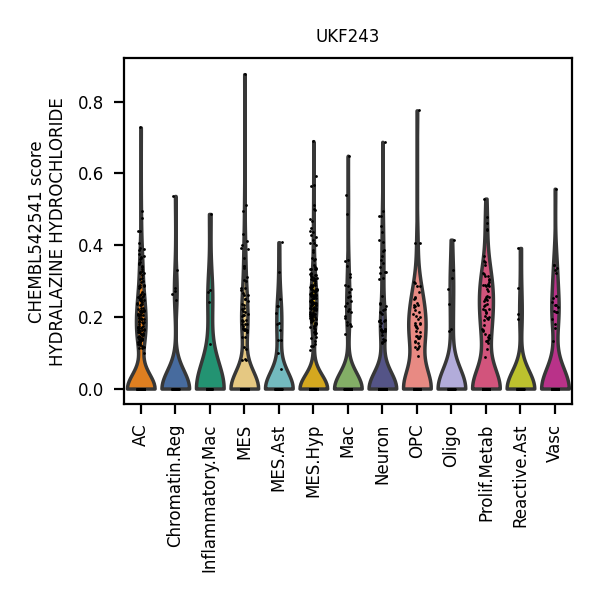 UKF243
CHEMBL542541 score
HYDRALAZINE HYDROCHLORIDE
0.8
0.6
0.4
0.2
0.0
AC
Chromatin.Reg
Inflammatory.Mac
MES
MES.Ast
MES.Hyp
Mac
Neuron
OPC
Oligo
Prolif.Metab
Reactive.Ast
Vasc